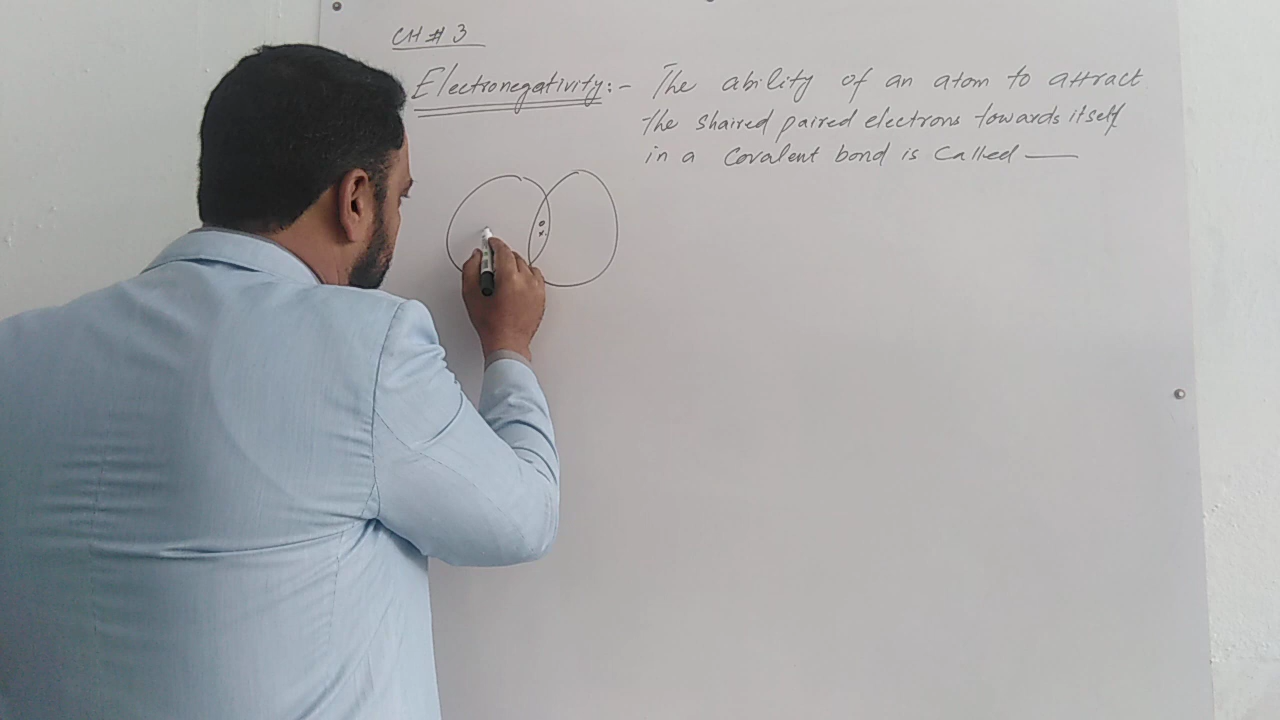 CH # 3
Electronegativity:- The ability of an atom to attract
the shaired paired electrons towards itself
in a covalent bond is called —